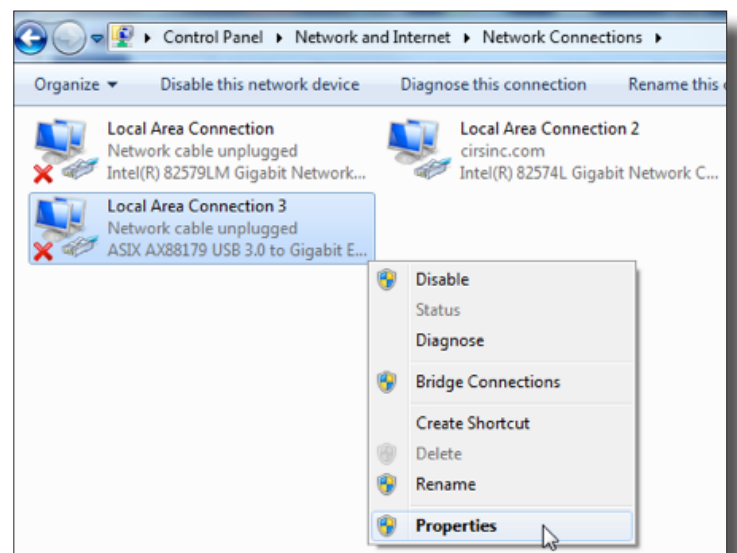 Control Panel Network and Internet Network Connections
Organize Disable this network device Diagnose this connection Rename this
Local Area Connection
Network cable unplugged
Intel(R) 82579LM Gigabit Network...
Local Area Connection 2
cirsinc.com
Intel(R) 82574L Gigabit Network C...
Local Area Connection 3
Network cable unplugged
ASIX AX88179 USB 3.0 to Gigabit E...
Disable
Status
Diagnose
Bridge Connections
Create Shortcut
Delete
Rename
Properties